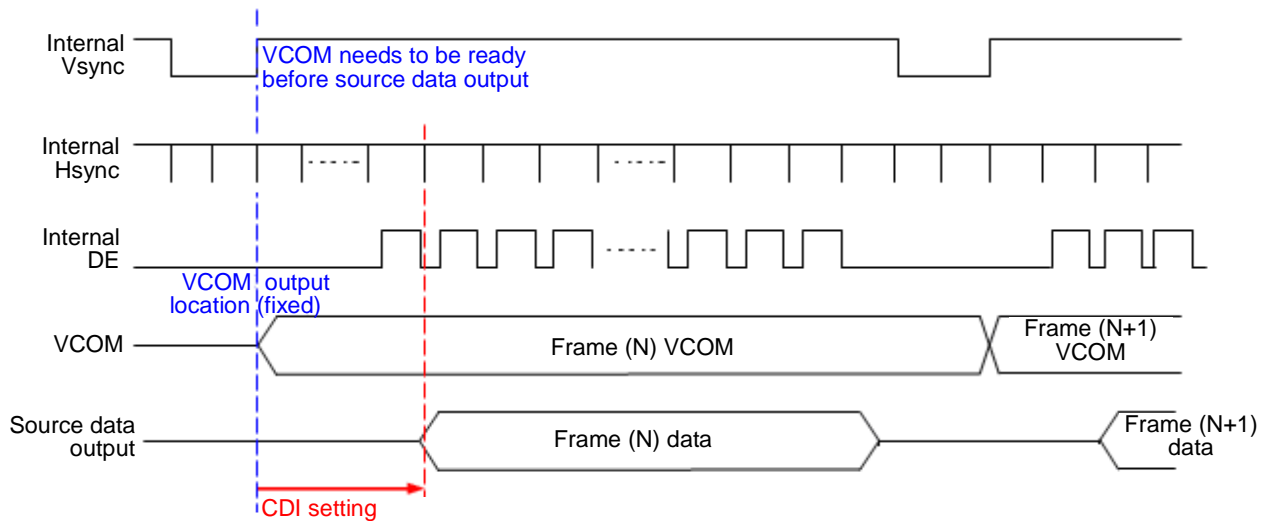 Internal
Vsync
VCOM needs to be ready
before source data output
Internal
Hsync
Internal
DE
VCOM output
location (fixed)
VCOM
Frame (N) VCOM
Frame (N+1)
VCOM
Source data
output
Frame (N) data
Frame (N+1)
data
CDI setting